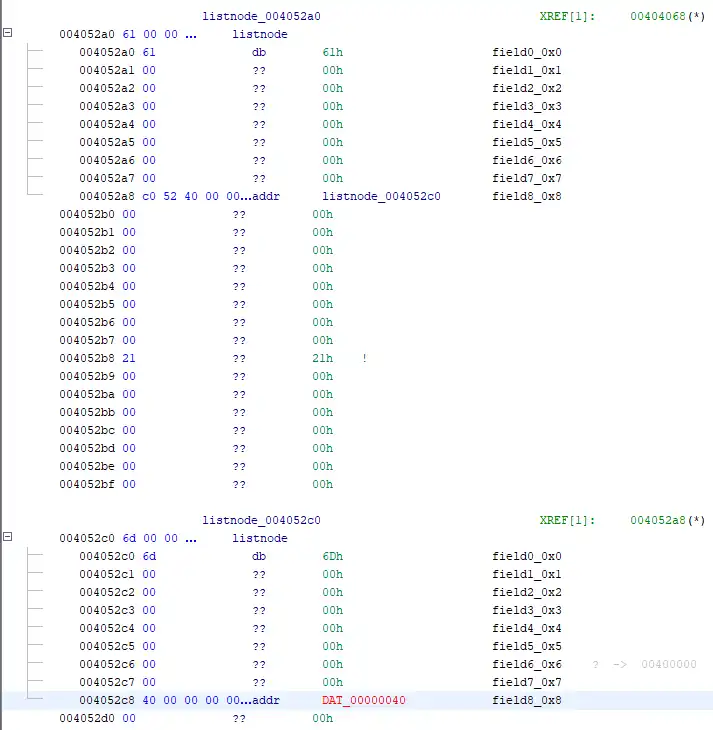 listnode_004052a0 XREF[1]: 00404068(*)
004052a0 61 00 00 ... listnode
004052a0 61 db 61h field0_0x0
004052a1 00 ?? 00h field1_0x1
004052a2 00 ?? 00h field2_0x2
004052a3 00 ?? 00h field3_0x3
004052a4 00 ?? 00h field4_0x4
004052a5 00 ?? 00h field5_0x5
004052a6 00 ?? 00h field6_0x6
004052a7 00 ?? 00h field7_0x7
004052a8 c0 52 40 00 00...addr listnode_004052c0 field8_0x8
004052b0 00 ?? 00h
004052b1 00 ?? 00h
004052b2 00 ?? 00h
004052b3 00 ?? 00h
004052b4 00 ?? 00h
004052b5 00 ?? 00h
004052b6 00 ?? 00h
004052b7 00 ?? 00h
004052b8 21 ?? 21h !
004052b9 00 ?? 00h
004052ba 00 ?? 00h
004052bb 00 ?? 00h
004052bc 00 ?? 00h
004052bd 00 ?? 00h
004052be 00 ?? 00h
004052bf 00 ?? 00h
listnode_004052c0 XREF[1]: 004052a8(*)
004052c0 6d 00 00 ... listnode
004052c0 6d db 6Dh field0_0x0
004052c1 00 ?? 00h field1_0x1
004052c2 00 ?? 00h field2_0x2
004052c3 00 ?? 00h field3_0x3
004052c4 00 ?? 00h field4_0x4
004052c5 00 ?? 00h field5_0x5
004052c6 00 ?? 00h field6_0x6 ? -> 00400000
004052c7 00 ?? 00h field7_0x7
004052c8 40 00 00 00 00...addr DAT_00000040 field8_0x8
004052d0 00 ?? 00h